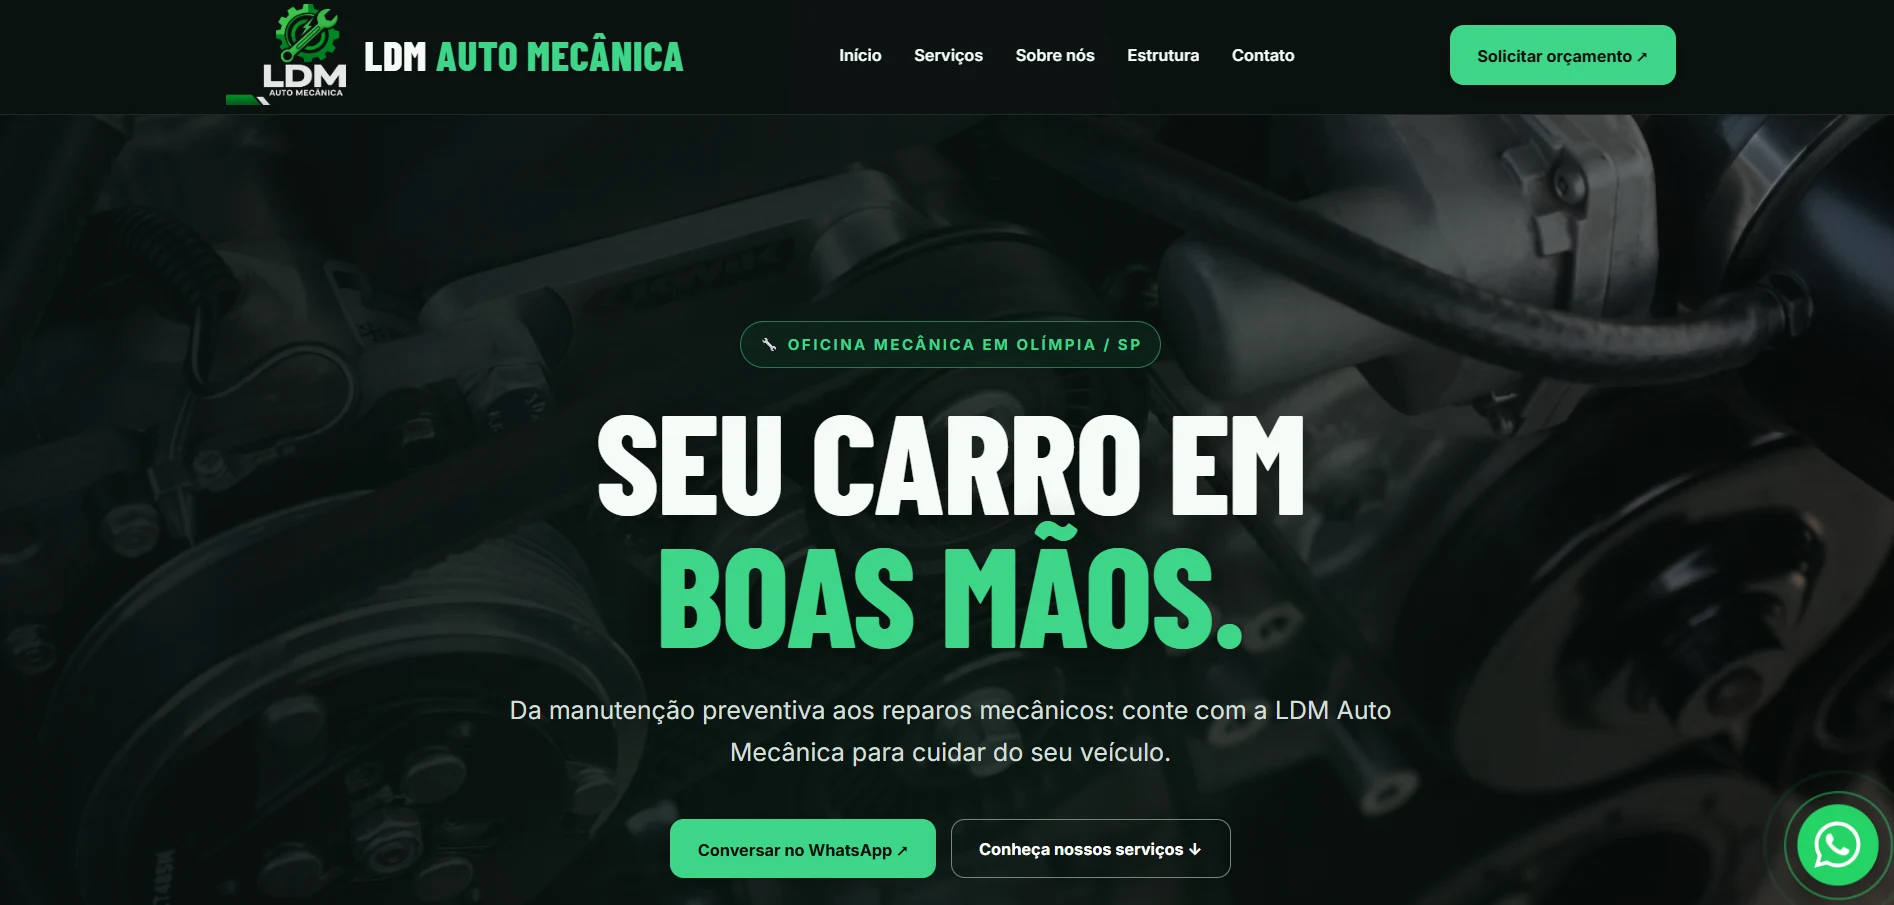 LDM
AUTO MECÂNICA
LDM AUTO MECÂNICA
Início
Serviços
Sobre nós
Estrutura
Contato
Solicitar orçamento ↗
OFICINA MECÂNICA EM OLÍMPIA / SP
SEU CARRO EM
BOAS MÃOS.
Da manutenção preventiva aos reparos mecânicos: conte com a LDM Auto
Mecânica para cuidar do seu veículo.
Conversar no WhatsApp ↗
Conheça nossos serviços ↓